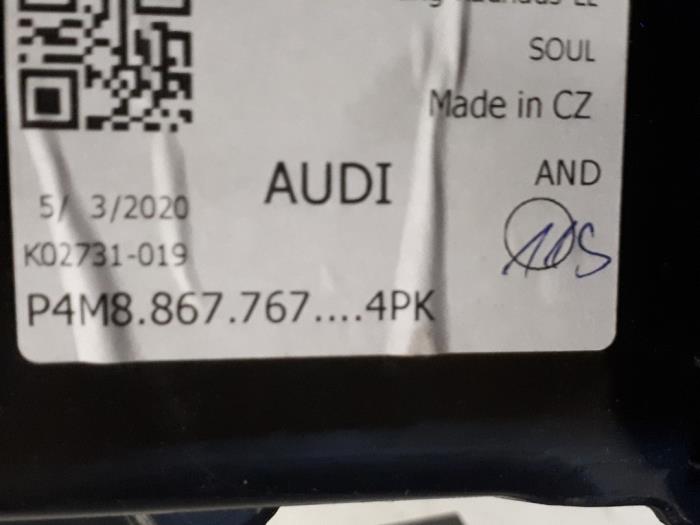 SOUL
Made in CZ
AUDI
AND
5/ 3/2020
K02731-019
P4M8.867.767....4PK